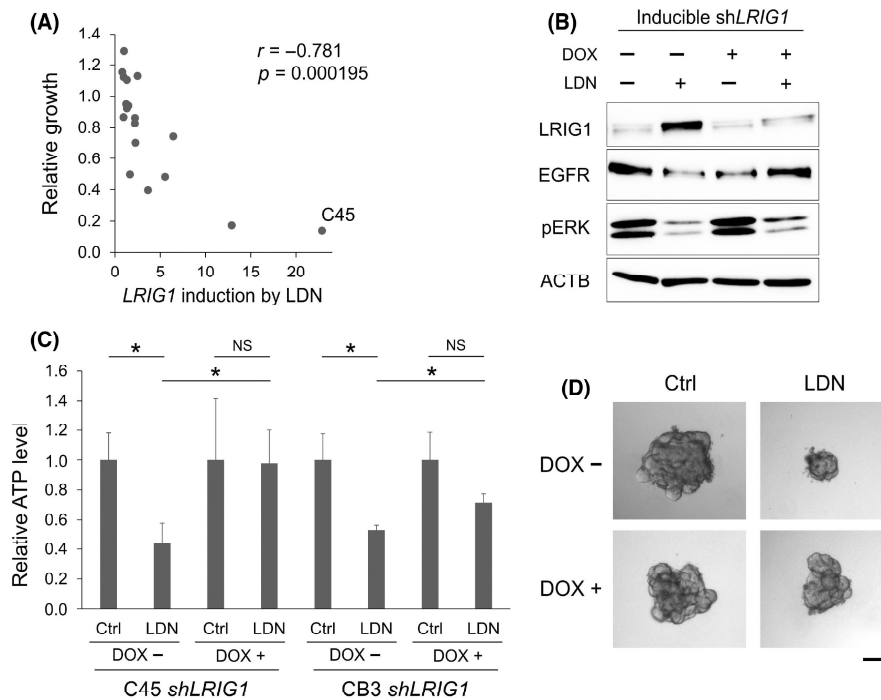 (A)
1.4
1.2
1.0
0.8
0.6
0.4
0.2
0.0
Relative growth
r = –0.781
p = 0.000195
C45
0 5 10 15 20
LRIG1 induction by LDN
(B)
Inducible shLRIG1
DOX – – + +
LDN – + – +
LRIG1
EGFR
pERK
ACTB
(C)
* NS * NS
* *
1.6
1.4
1.2
1.0
0.8
0.6
0.4
0.2
0.0
Relative ATP level
Ctrl LDN Ctrl LDN Ctrl LDN Ctrl LDN
DOX – DOX + DOX – DOX +
C45 shLRIG1 CB3 shLRIG1
(D)
Ctrl LDN
DOX –
DOX +